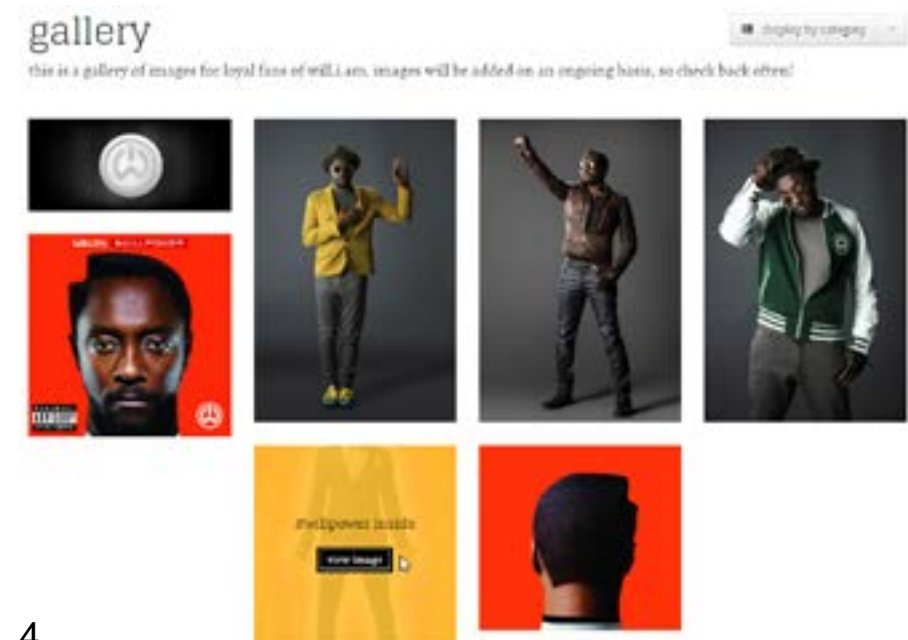 gallery
display by category
this is a gallery of images for loyal fans of will.i.am. images will be added on an ongoing basis, so check back often!
#willpower inside
view image
4